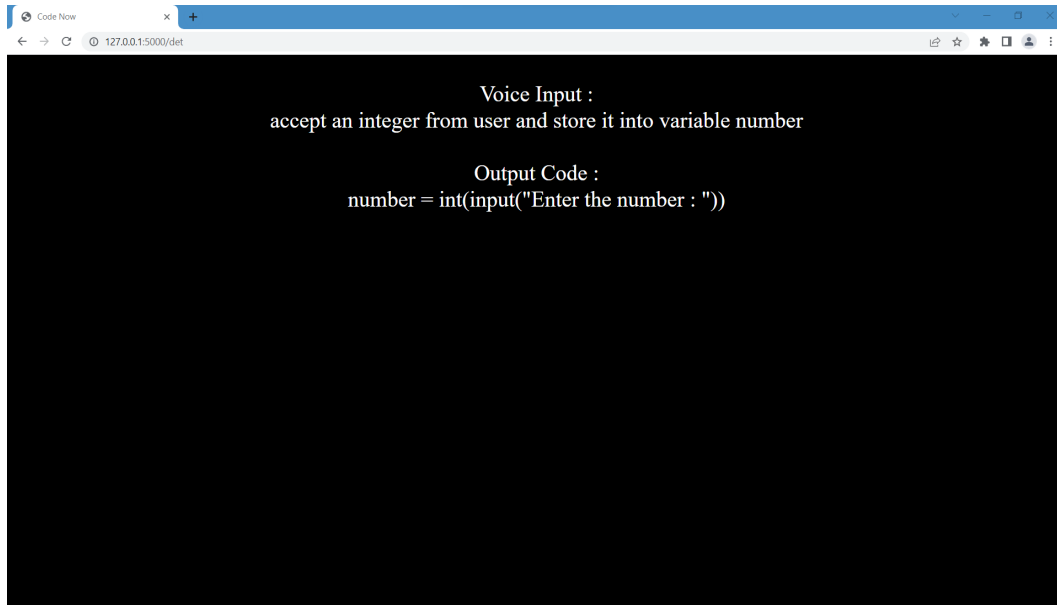 Code Now
127.0.0.1:5000/det
Voice Input :
accept an integer from user and store it into variable number
Output Code :
number = int(input("Enter the number : "))